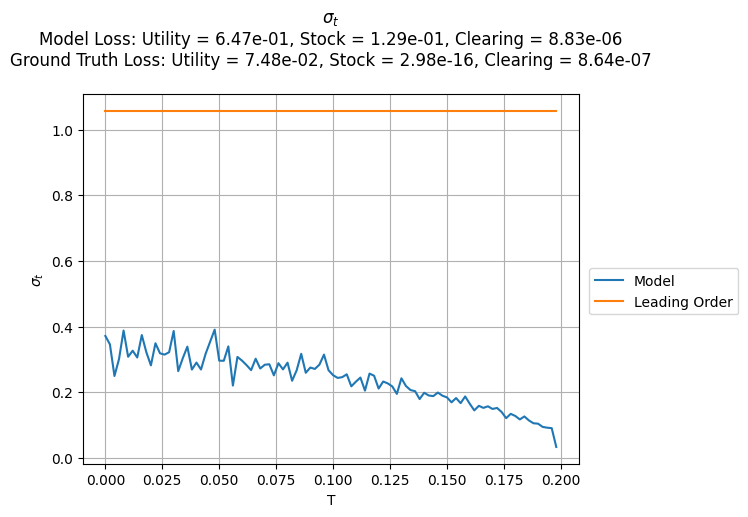 σt
Model Loss: Utility = 6.47e-01, Stock = 1.29e-01, Clearing = 8.83e-06
Ground Truth Loss: Utility = 7.48e-02, Stock = 2.98e-16, Clearing = 8.64e-07
1.0
0.8
0.6
0.4
0.2
0.0
σt
Model
Leading Order
0.000 0.025 0.050 0.075 0.100 0.125 0.150 0.175 0.200
T